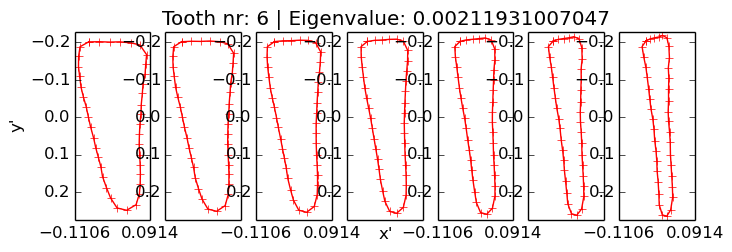 Tooth nr: 6 | Eigenvalue: 0.00211931007047
−0.2 −0.2 −0.2 −0.2 −0.2 −0.2 −0.2
−0.1 −0.1 −0.1 −0.1 −0.1 −0.1 −0.1
y' 0.0 0.0 0.0 0.0 0.0 0.0 0.0
0.1 0.1 0.1 0.1 0.1 0.1 0.1
0.2 0.2 0.2 0.2 0.2 0.2 0.2
−0.1106 0.0914 −0.1106 0.0914 −0.1106 0.0914 −0.1106 0.0914
x'